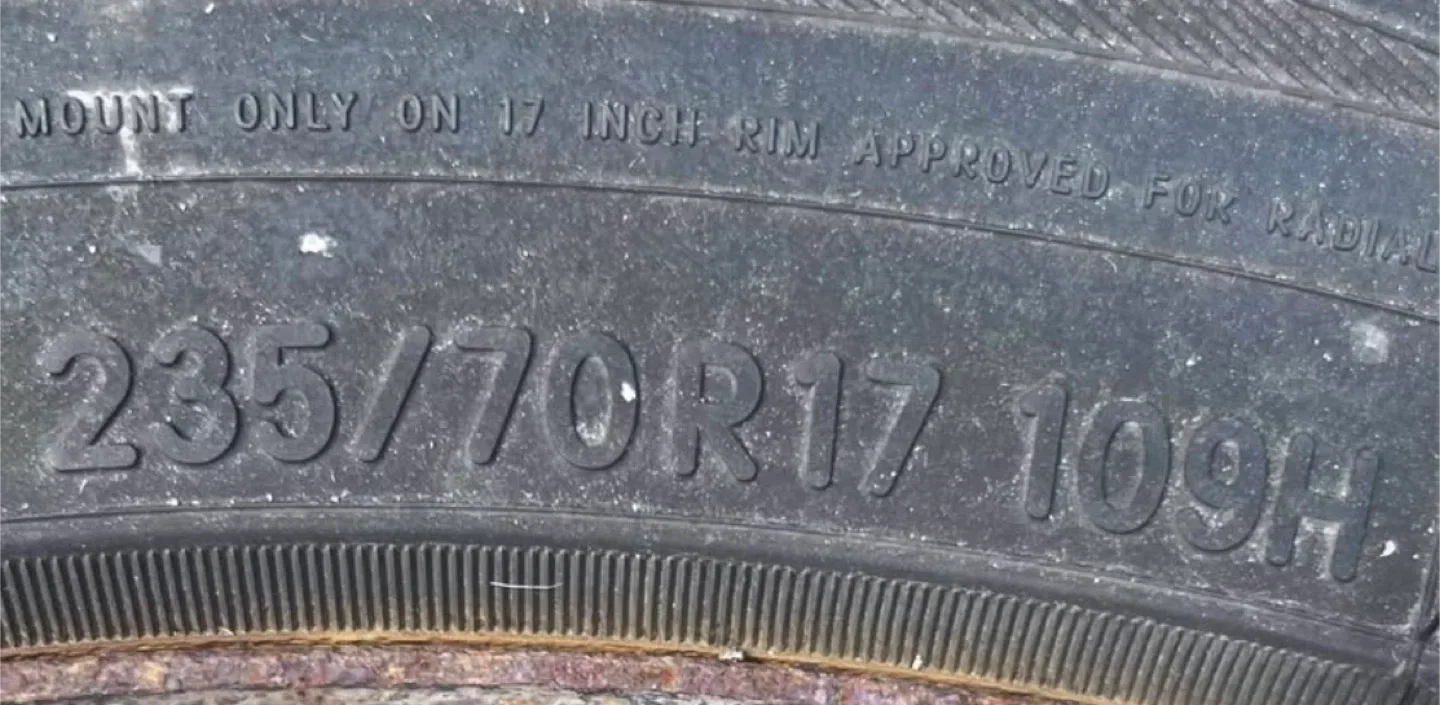 MOUNT ONLY ON 17 INCH RIM APPROVED FOR RADIAL
235/70R17 109H